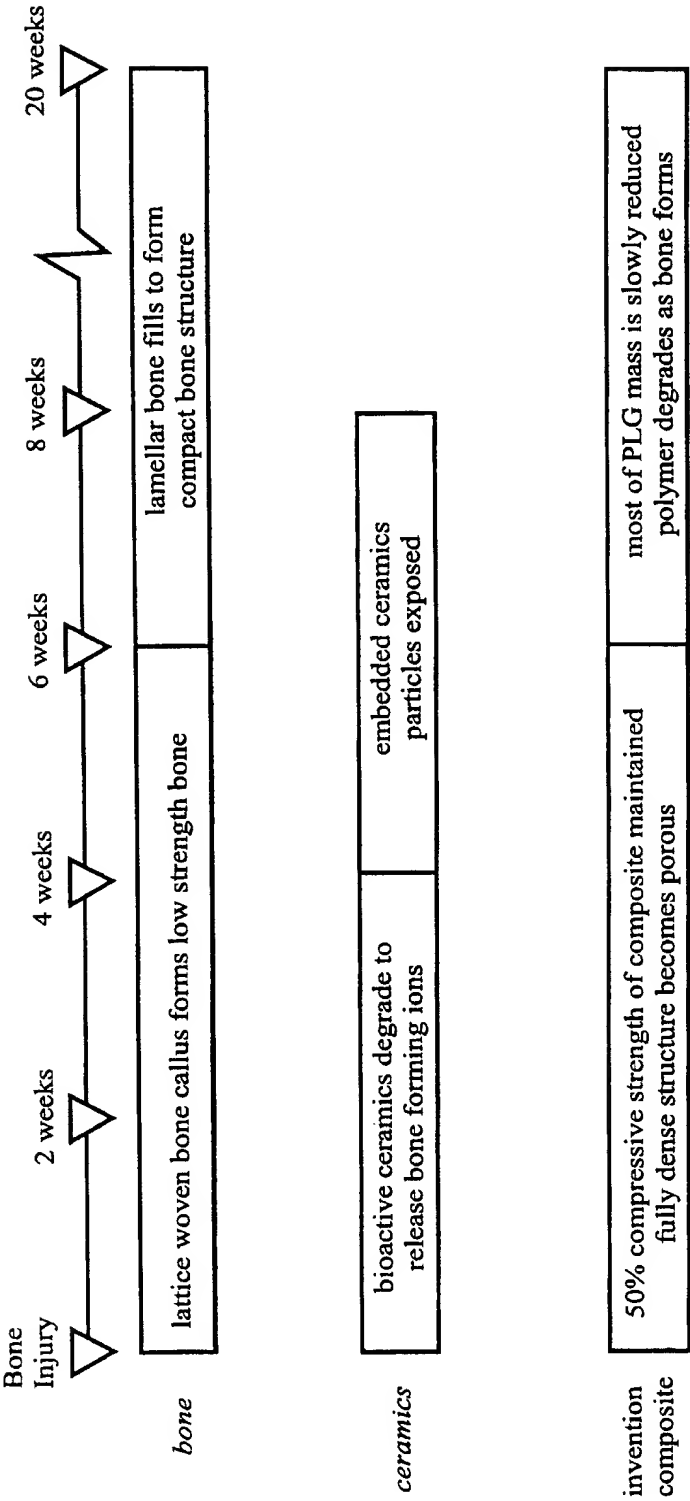 Bone
Injury
2 weeks
4 weeks
6 weeks
8 weeks
20 weeks
bone
lattice woven bone callus forms low strength bone
lamellar bone fills to form
compact bone structure
ceramics
bioactive ceramics degrade to
release bone forming ions
embedded ceramics
particles exposed
invention
composite
50% compressive strength of composite maintained
fully dense structure becomes porous
most of PLG mass is slowly reduced
polymer degrades as bone forms